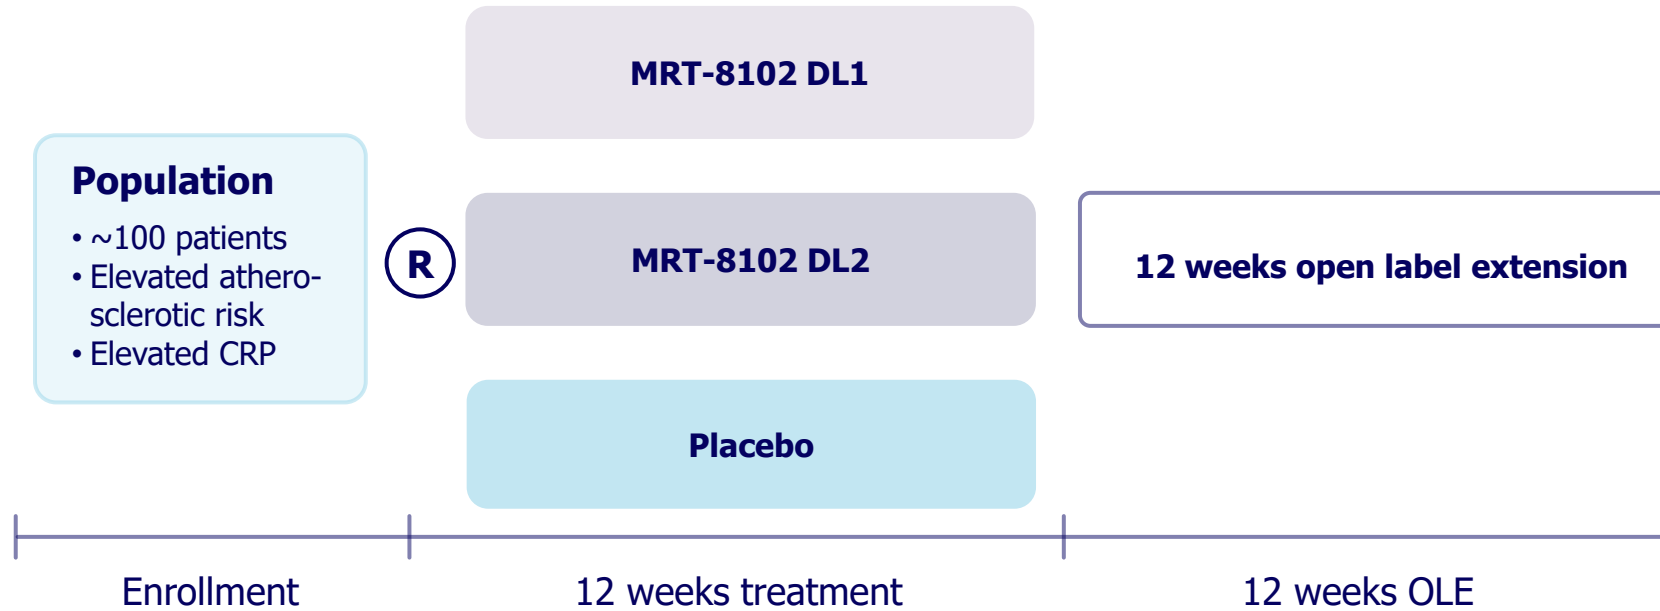 MRT-8102 DL1
Population
• ~100 patients
• Elevated athero-
sclerotic risk
• Elevated CRP
R
MRT-8102 DL2
12 weeks open label extension
Placebo
Enrollment
12 weeks treatment
12 weeks OLE